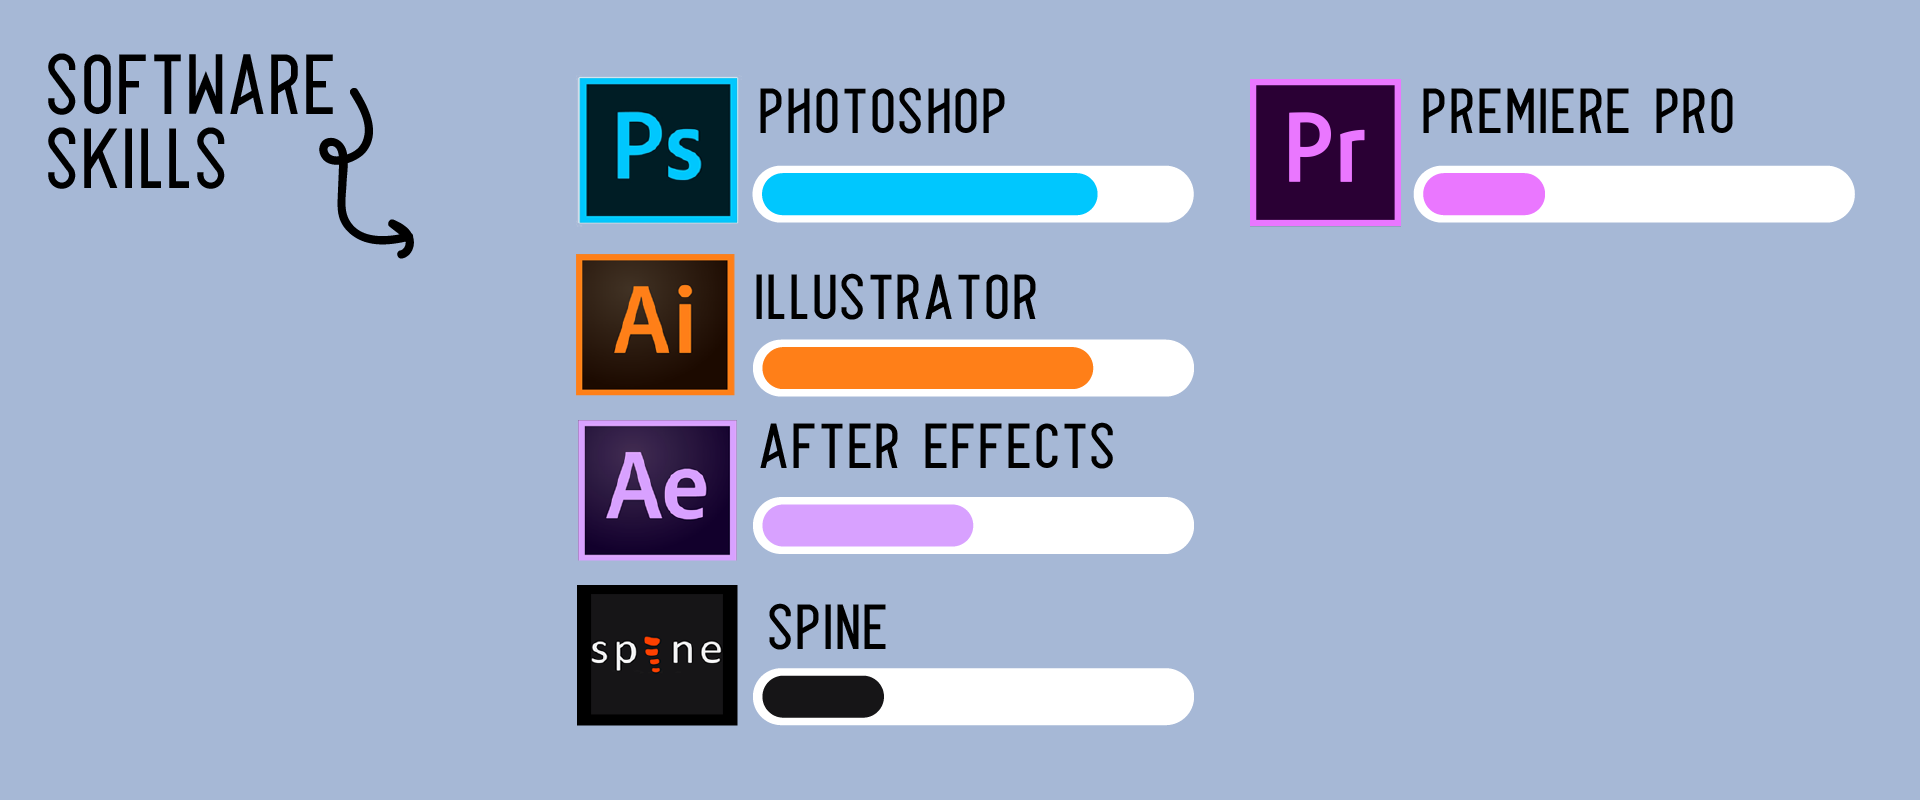 SOFTWARE
SKILLS
Ps
PHOTOSHOP
Ai
ILLUSTRATOR
Ae
AFTER EFFECTS
spine
SPINE
Pr
PREMIERE PRO